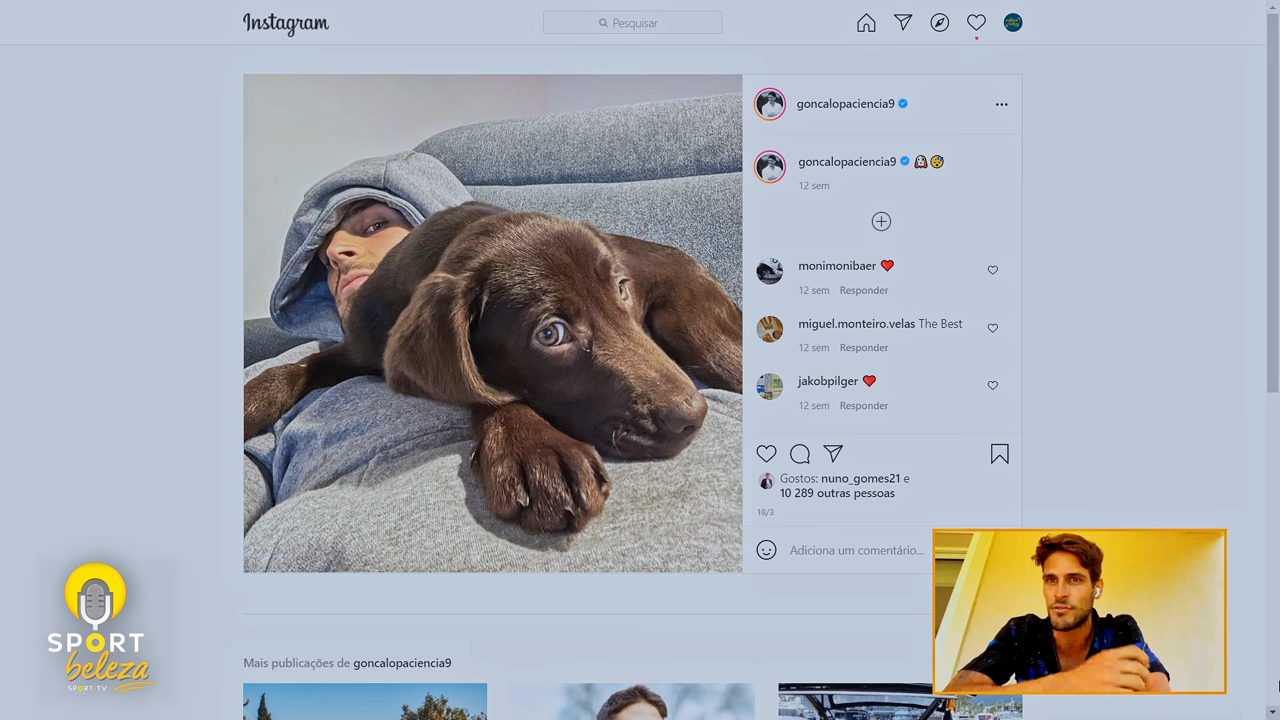 Instagram
Pesquisar
goncalopaciencia9
goncalopaciencia9
12 sem
monimonibaer
12 sem Responder
miguel.monteiro.velas The Best
12 sem Responder
jakobpilger
12 sem Responder
Gostos: nuno_gomes21 e
10 289 outras pessoas
18/3
Adiciona um comentário...
SPORT
beleza
SPORT•TV
Mais publicações de goncalopaciencia9